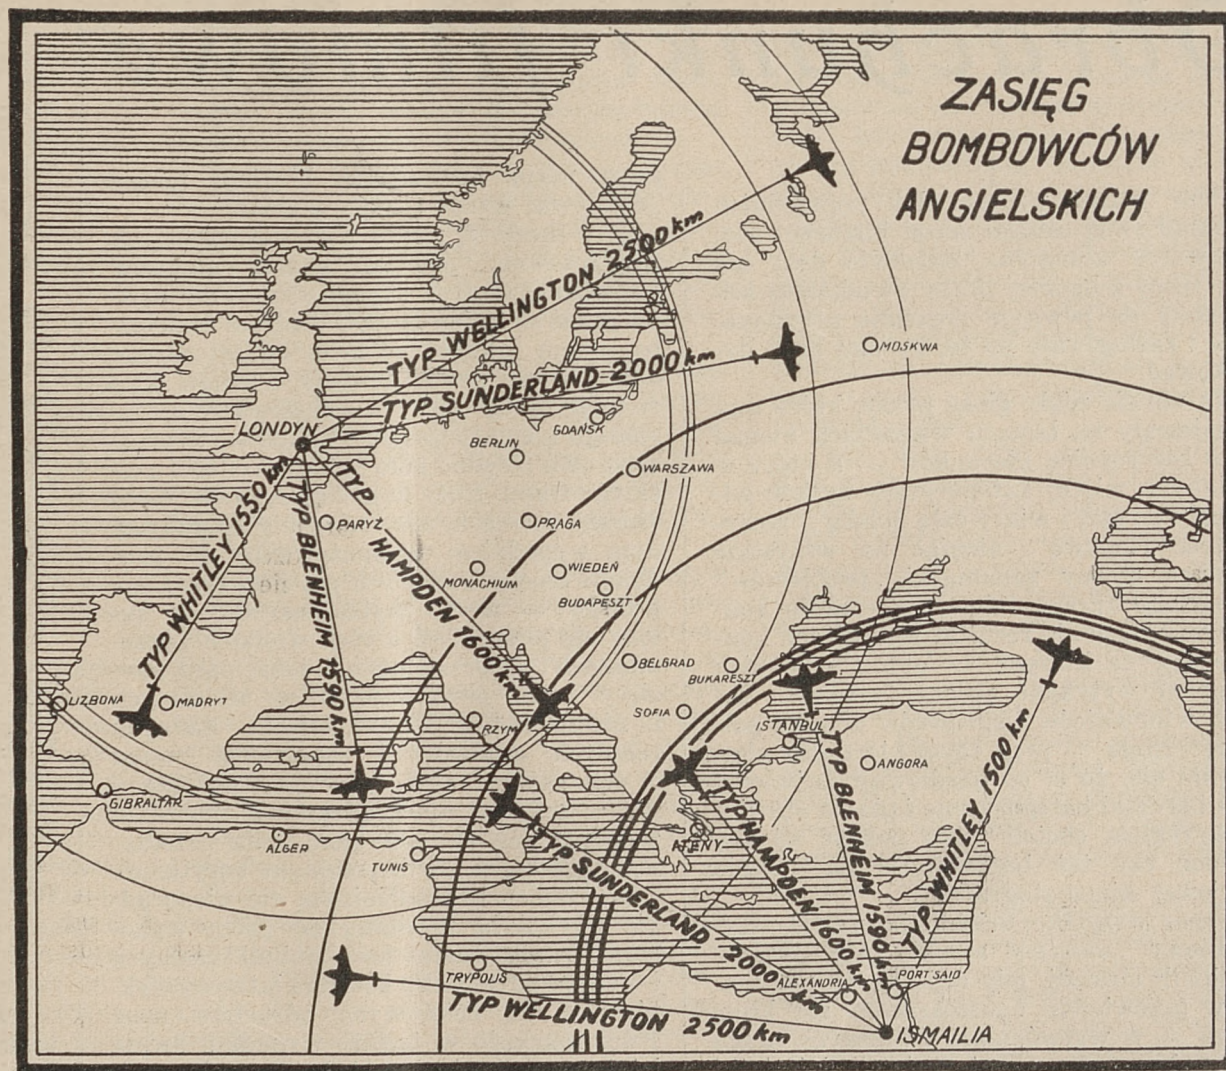 ZASIĘG
BOMBOWCÓW
ANGIELSKICH
TYP WELLINGTON 2500 km
TYP SUNDERLAND 2000 km
MOSKWA
LONDYN
BERLIN
GDAŃSK
WARSZAWA
TYP WHITLEY 1550 km
TYP BLENHEIM 1590 km
TYP HAMPDEN 1600 km
PARYŻ
PRAGA
MONACHIUM
WIEDEŃ
BUDAPESZT
BELGRAD
BUKARESZT
LIZBONA
MADRYT
SOFIA
RZYM
ISTANBUL
ANGORA
GIBRALTAR
ALGER
TUNIS
ATENY
TYP SUNDERLAND 2000 km
TYP HAMPDEN 1600 km
TYP BLENHEIM 1590 km
TYP WHITLEY 1500 km
TRYPOLIS
ALEXANDRIA
PORT SAID
TYP WELLINGTON 2500 km
ISMAILIA